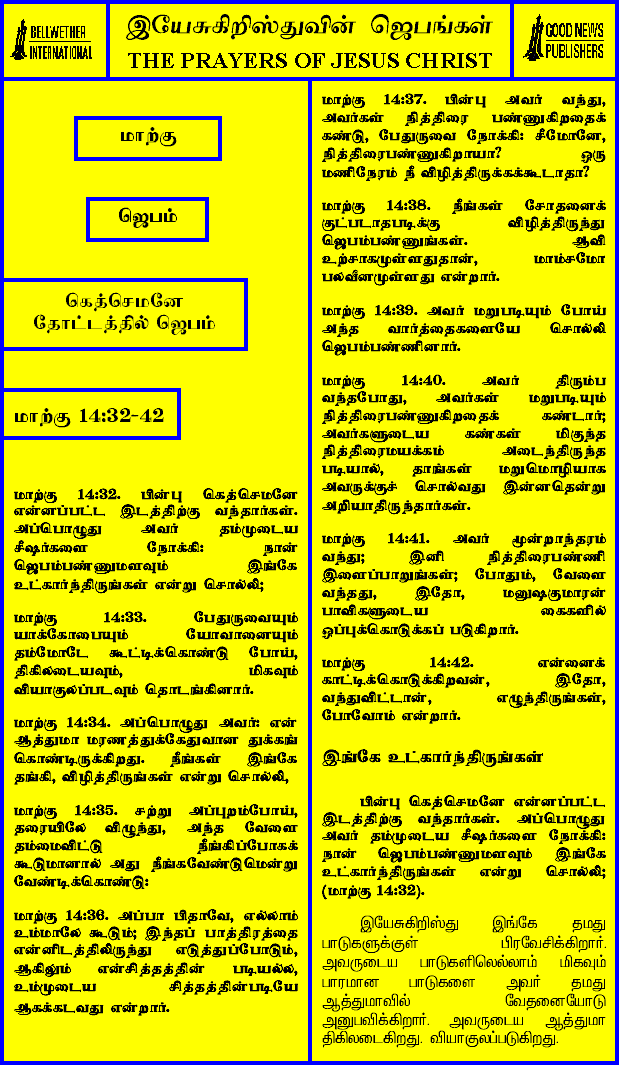 BELLWETHER
INTERNATIONAL
இயேசுகிறிஸ்துவின் ஜெபங்கள்
THE PRAYERS OF JESUS CHRIST
GOOD NEWS
PUBLISHERS
மாற்கு
ஜெபம்
கெத்செமனே
தோட்டத்தில் ஜெபம்
மாற்கு 14:32-42
மாற்கு 14:32. பின்பு கெத்செமனே
என்னப்பட்ட இடத்திற்கு வந்தார்கள்.
அப்பொழுது அவர் தம்முடைய
சீஷர்களை நோக்கி: நான்
ஜெபம்பண்ணுமளவும் இங்கே
உட்கார்ந்திருங்கள் என்று சொல்லி;
மாற்கு 14:33. பேதுருவையும்
யாக்கோபையும் யோவானையும்
தம்மோடே கூட்டிக்கொண்டு போய்,
திகிலடையவும், மிகவும்
வியாகுலப்படவும் தொடங்கினார்.
மாற்கு 14:34. அப்பொழுது அவர்: என்
ஆத்துமா மரணத்துக்கேதுவான துக்கங்
கொண்டிருக்கிறது. நீங்கள் இங்கே
தங்கி, விழித்திருங்கள் என்று சொல்லி,
மாற்கு 14:35. சற்று அப்புறம்போய்,
தரையிலே விழுந்து, அந்த வேளை
தம்மைவிட்டு நீங்கிப்போகக்
கூடுமானால் அது நீங்கவேண்டுமென்று
வேண்டிக்கொண்டு:
மாற்கு 14:36. அப்பா பிதாவே, எல்லாம்
உம்மாலே கூடும்; இந்தப் பாத்திரத்தை
என்னிடத்திலிருந்து எடுத்துப்போடும்,
ஆகிலும் என்சித்தத்தின் படியல்ல,
உம்முடைய சித்தத்தின்படியே
ஆகக்கடவது என்றார்.
மாற்கு 14:37. பின்பு அவர் வந்து,
அவர்கள் நித்திரை பண்ணுகிறதைக்
கண்டு, பேதுருவை நோக்கி: சீமோனே,
நித்திரைபண்ணுகிறாயா? ஒரு
மணிநேரம் நீ விழித்திருக்கக்கூடாதா?
மாற்கு 14:38. நீங்கள் சோதனைக்
குட்படாதபடிக்கு விழித்திருந்து
ஜெபம்பண்ணுங்கள். ஆவி
உற்சாகமுள்ளதுதான், மாம்சமோ
பலவீனமுள்ளது என்றார்.
மாற்கு 14:39. அவர் மறுபடியும் போய்
அந்த வார்த்தைகளையே சொல்லி
ஜெபம்பண்ணினார்.
மாற்கு 14:40. அவர் திரும்ப
வந்தபோது, அவர்கள் மறுபடியும்
நித்திரைபண்ணுகிறதைக் கண்டார்;
அவர்களுடைய கண்கள் மிகுந்த
நித்திரைமயக்கம் அடைந்திருந்த
படியால், தாங்கள் மறுமொழியாக
அவருக்குச் சொல்வது இன்னதென்று
அறியாதிருந்தார்கள்.
மாற்கு 14:41. அவர் மூன்றாந்தரம்
வந்து; இனி நித்திரைபண்ணி
இளைப்பாறுங்கள்; போதும், வேளை
வந்தது, இதோ, மனுஷகுமாரன்
பாவிகளுடைய கைகளில்
ஒப்புக்கொடுக்கப் படுகிறார்.
மாற்கு 14:42. என்னைக்
காட்டிக்கொடுக்கிறவன், இதோ,
வந்துவிட்டான், எழுந்திருங்கள்,
போவோம் என்றார்.
இங்கே உட்கார்ந்திருங்கள்
பின்பு கெத்செமனே என்னப்பட்ட
இடத்திற்கு வந்தார்கள். அப்பொழுது
அவர் தம்முடைய சீஷர்களை நோக்கி:
நான் ஜெபம்பண்ணுமளவும் இங்கே
உட்கார்ந்திருங்கள் என்று சொல்லி;
(மாற்கு 14:32).
இயேசுகிறிஸ்து இங்கே தமது
பாடுகளுக்குள் பிரவேசிக்கிறார்.
அவருடைய பாடுகளிலெல்லாம் மிகவும்
பாரமான பாடுகளை அவர் தமது
ஆத்துமாவில் வேதனையோடு
அனுபவிக்கிறார். அவருடைய ஆத்துமா
திகிலடைகிறது. வியாகுலப்படுகிறது.